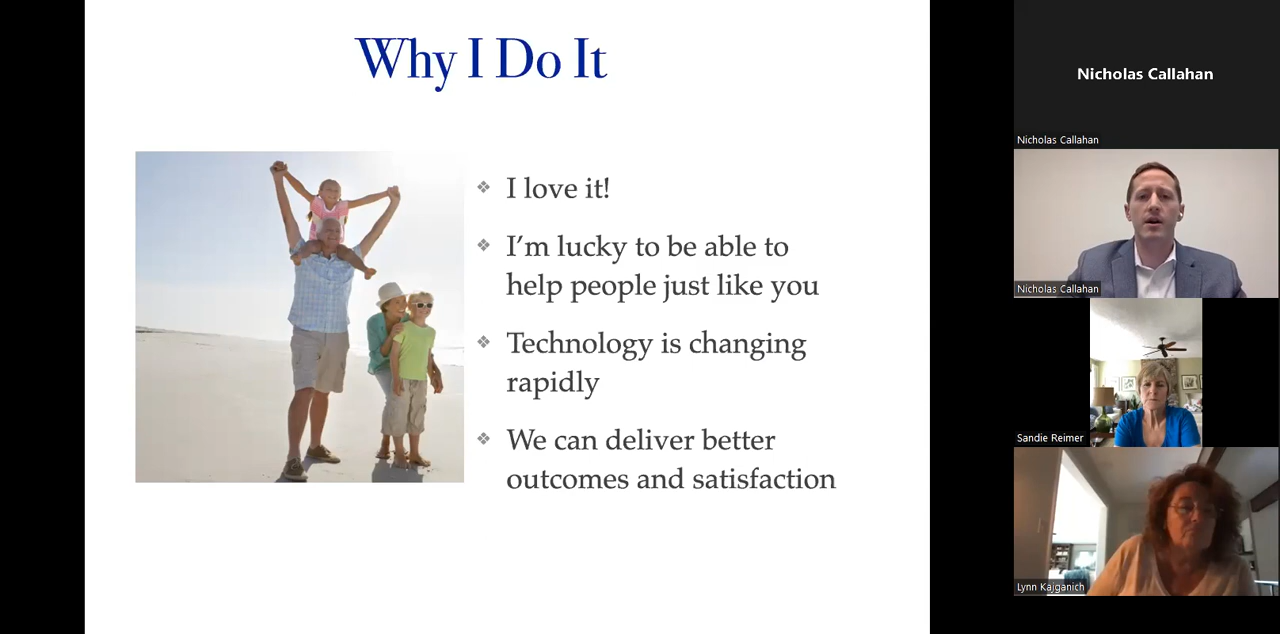 Why I Do It
❖ I love it!
❖ I’m lucky to be able to
help people just like you
❖ Technology is changing
rapidly
❖ We can deliver better
outcomes and satisfaction
Nicholas Callahan
Nicholas Callahan
Nicholas Callahan
Sandie Reimer
Lynn Kajganich